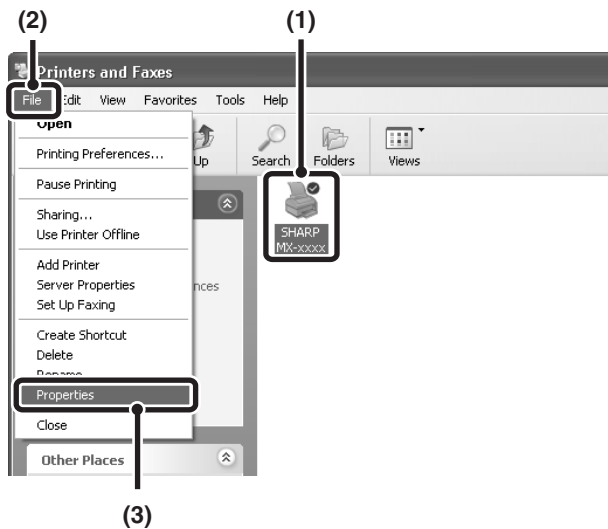 (2) (1)
Printers and Faxes
File Edit View Favorites Tools Help
Open
Up Search Folders Views
Printing Preferences...
Pause Printing
Sharing...
Use Printer Offline
SHARP
MX-xxxx
Add Printer
Server Properties
Set Up Faxing
Create Shortcut
Delete
Rename
Properties
Close
Other Places
(3)